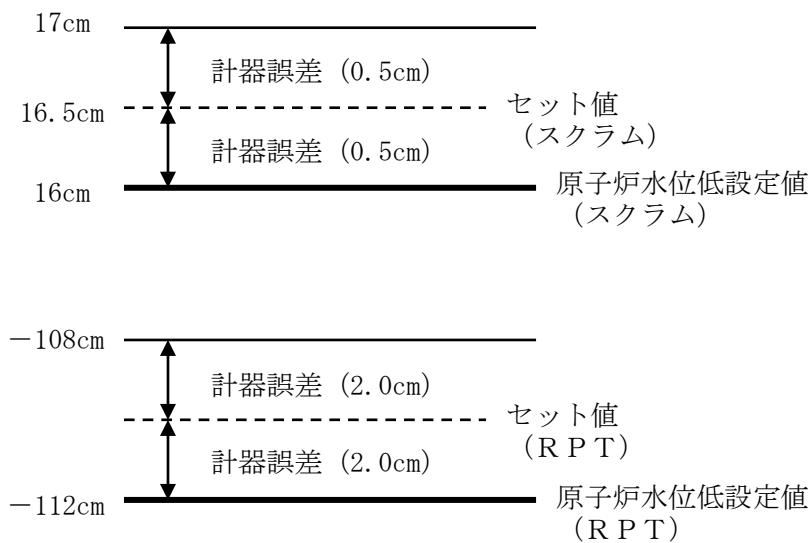 17cm
計器誤差 (0.5cm)
16.5cm
セット値
(スクラム)
計器誤差 (0.5cm)
16cm
原子炉水位低設定値
(スクラム)
－108cm
計器誤差 (2.0cm)
セット値
(ＲＰＴ)
計器誤差 (2.0cm)
－112cm
原子炉水位低設定値
(ＲＰＴ)